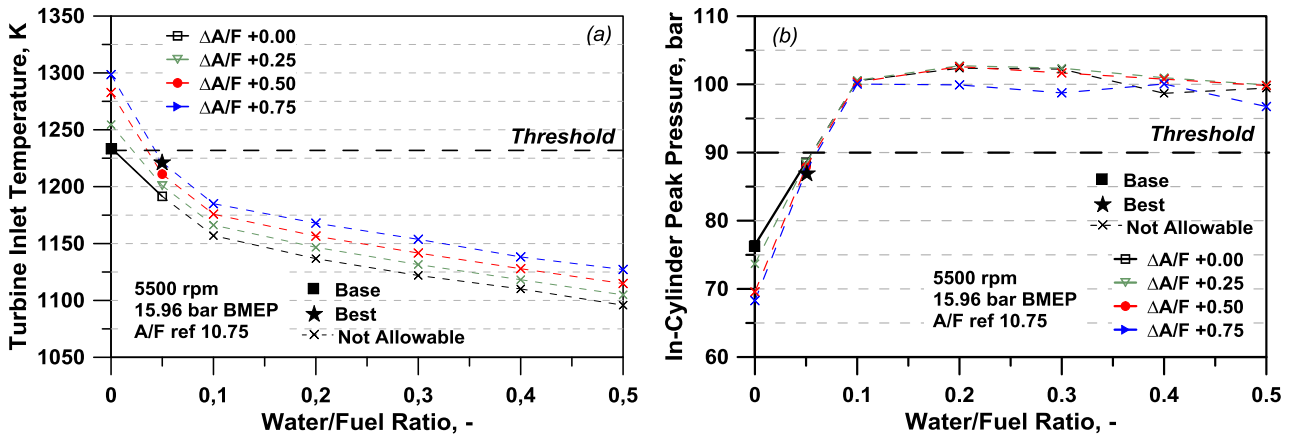 Turbine Inlet Temperature, K
1350
1300
1250
1200
1150
1100
1050
ΔA/F +0.00
ΔA/F +0.25
ΔA/F +0.50
ΔA/F +0.75
(a)
Threshold
5500 rpm
15.96 bar BMEP
A/F ref 10.75
Base
Best
Not Allowable
0 0,1 0,2 0,3 0,4 0,5
Water/Fuel Ratio, -
In-Cylinder Peak Pressure, bar
110
100
90
80
70
60
(b)
Threshold
Base
Best
Not Allowable
5500 rpm
15.96 bar BMEP
A/F ref 10.75
ΔA/F +0.00
ΔA/F +0.25
ΔA/F +0.50
ΔA/F +0.75
0 0.1 0.2 0.3 0.4 0.5
Water/Fuel Ratio, -